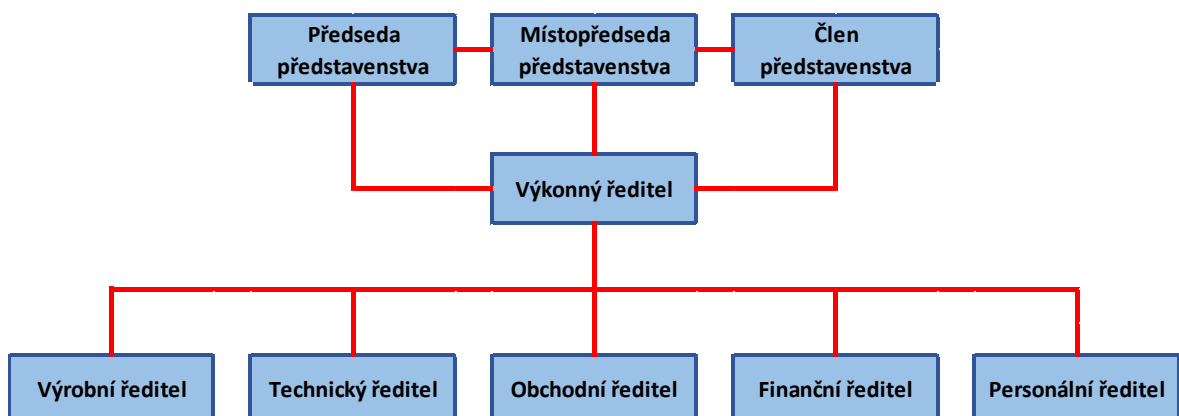 Předseda
představenstva
Místopředseda
představenstva
Člen
představenstva
Výkonný ředitel
Výrobní ředitel
Technický ředitel
Obchodní ředitel
Finanční ředitel
Personální ředitel